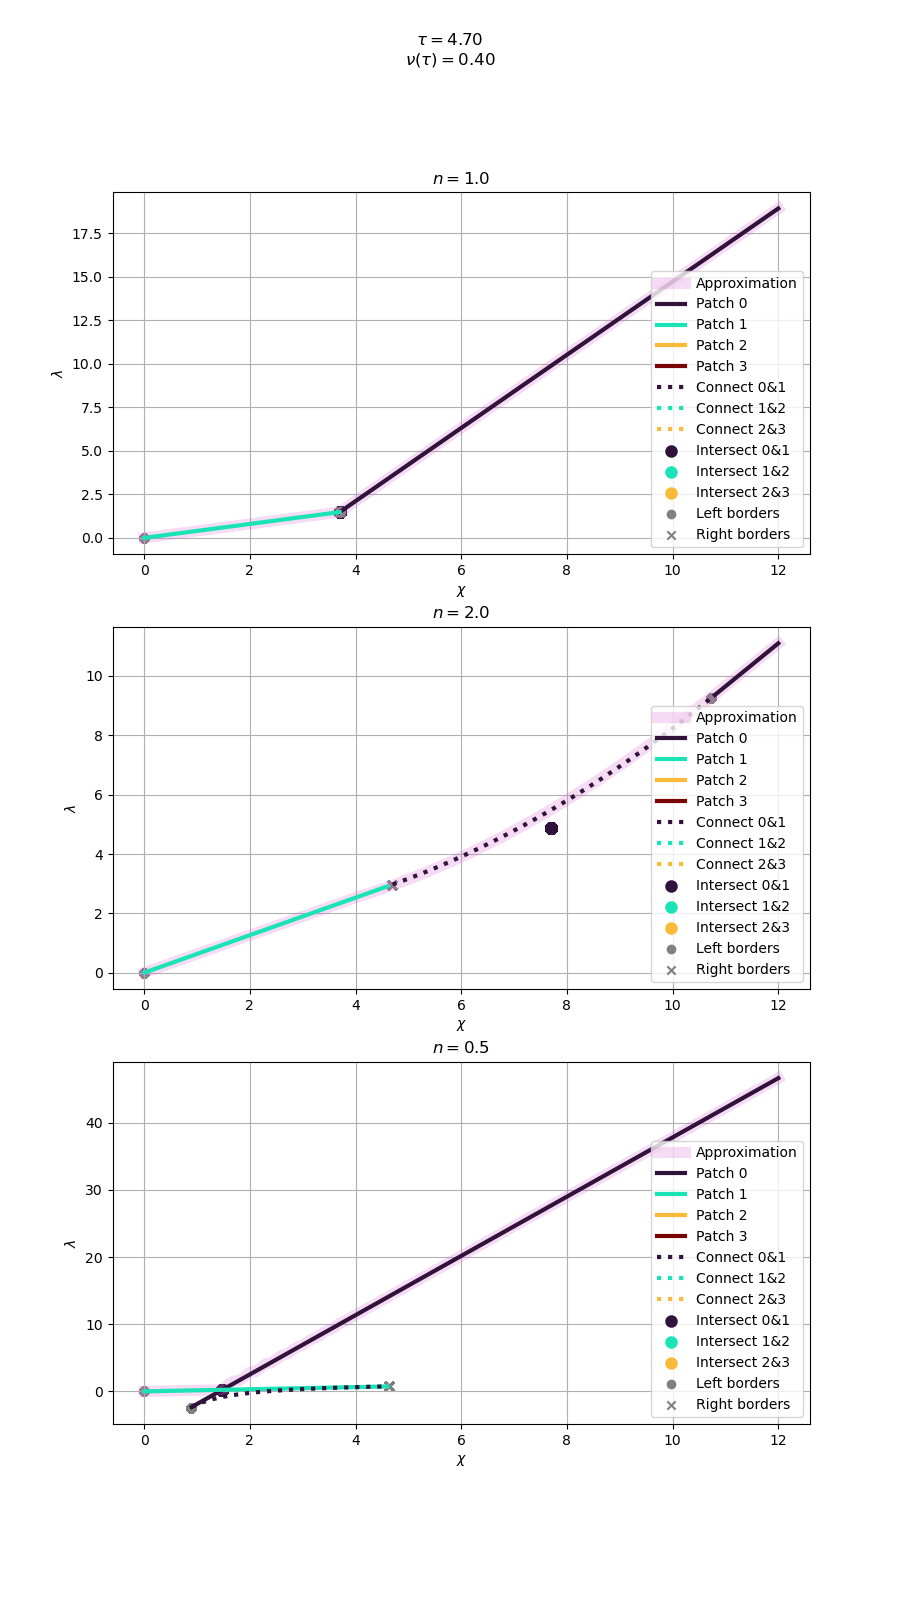 τ = 4.70
ν(τ) = 0.40
n = 1.0
17.5
15.0
12.5
10.0
7.5
5.0
2.5
0.0
λ
Approximation
Patch 0
Patch 1
Patch 2
Patch 3
Connect 0&1
Connect 1&2
Connect 2&3
Intersect 0&1
Intersect 1&2
Intersect 2&3
Left borders
Right borders
0 2 4 6 8 10 12
χ
n = 2.0
10
8
6
4
2
0
λ
Approximation
Patch 0
Patch 1
Patch 2
Patch 3
Connect 0&1
Connect 1&2
Connect 2&3
Intersect 0&1
Intersect 1&2
Intersect 2&3
Left borders
Right borders
0 2 4 6 8 10 12
χ
n = 0.5
40
30
20
10
0
λ
Approximation
Patch 0
Patch 1
Patch 2
Patch 3
Connect 0&1
Connect 1&2
Connect 2&3
Intersect 0&1
Intersect 1&2
Intersect 2&3
Left borders
Right borders
0 2 4 6 8 10 12
χ